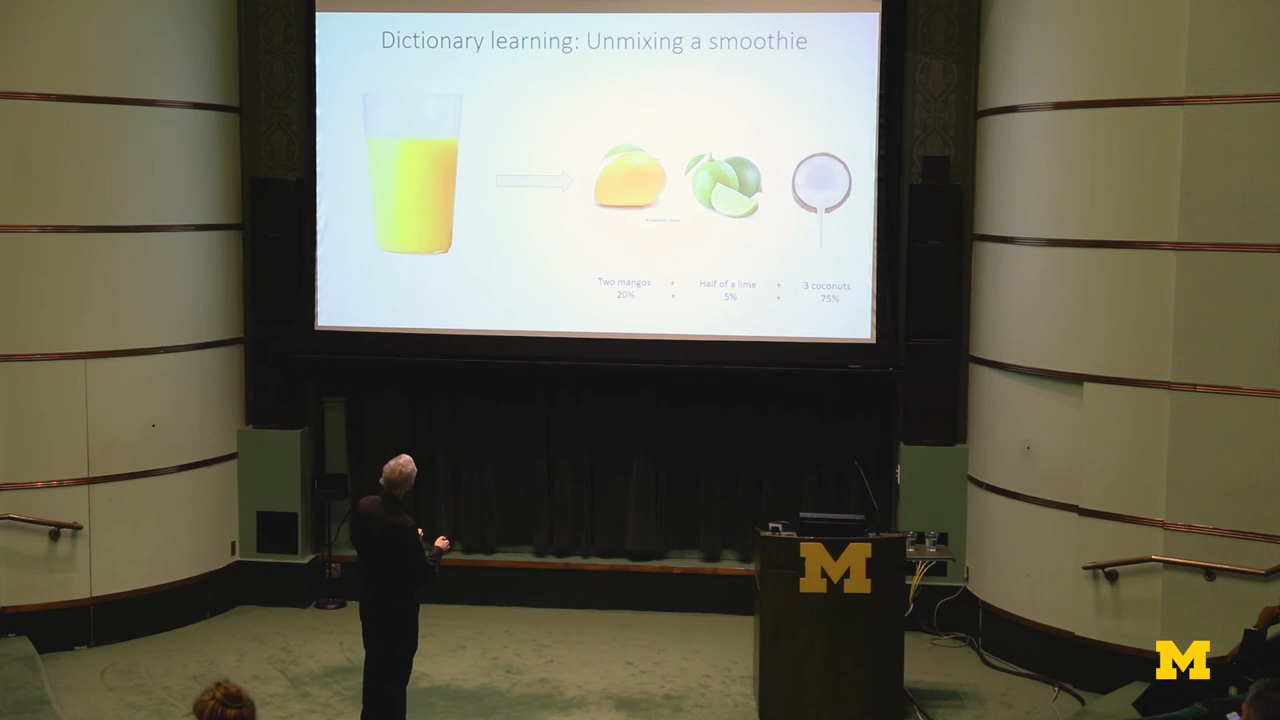 Dictionary learning: Unmixing a smoothie
Two mangos + Half of a lime + 3 coconuts
20% + 5% + 75%
M
M